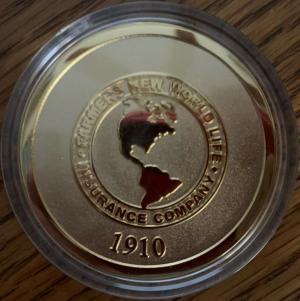 • FARMERS NEW WORLD LIFE •
INSURANCE COMPANY
1910